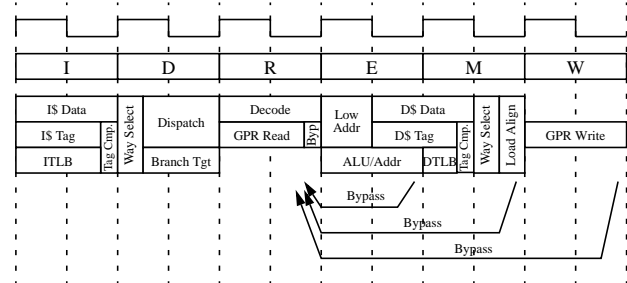 I D R E M W
I$ Data Way Select Dispatch Decode Low Addr D$ Data Way Select Load Align
I$ Tag Tag Cmp. GPR Read Byp D$ Tag Tag Cmp. GPR Write
ITLB Branch Tgt ALU/Addr DTLB
Bypass
Bypass
Bypass